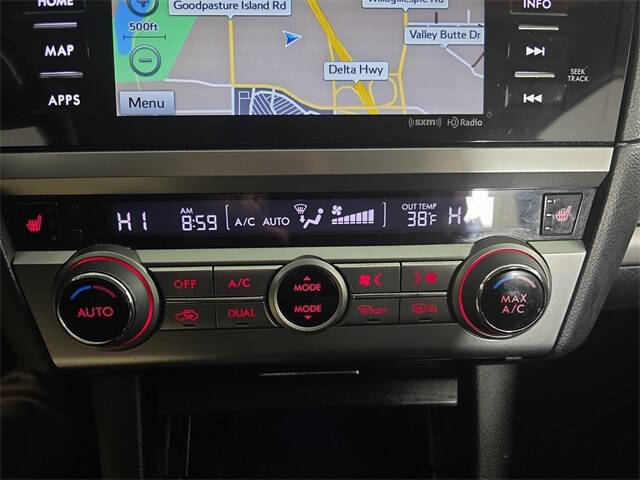 HOME
Goodpasture Island Rd
INFO
500ft
MAP
Valley Butte Dr
SEEK
TRACK
Delta Hwy
APPS
Menu
((sxm)) HD Radio
HI
AM
8:59
A/C AUTO
OUT TEMP
38°F
H
AUTO
OFF
A/C
MODE
MODE
DUAL
FRONT
MAX
A/C